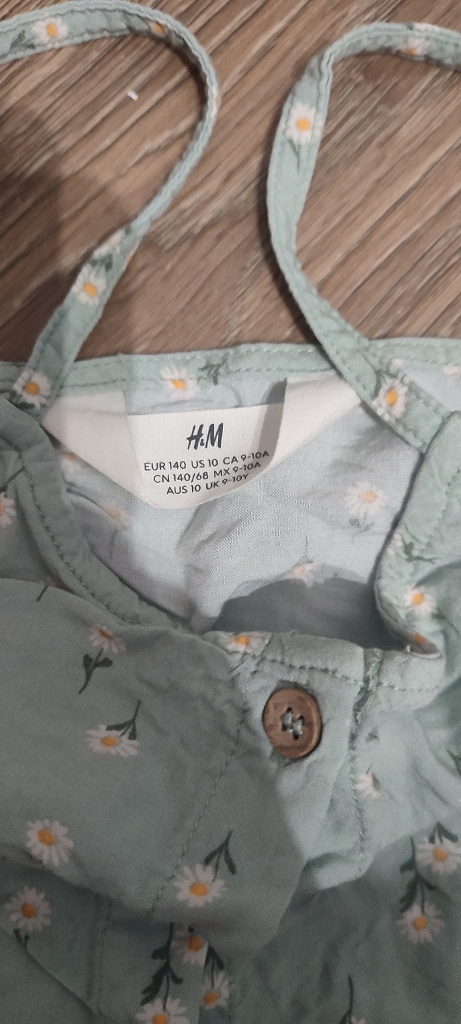 H&M
EUR 140 US 10 CA 9-10A
CN 140/68 MX 9-10A
AUS 10 UK 9-10Y